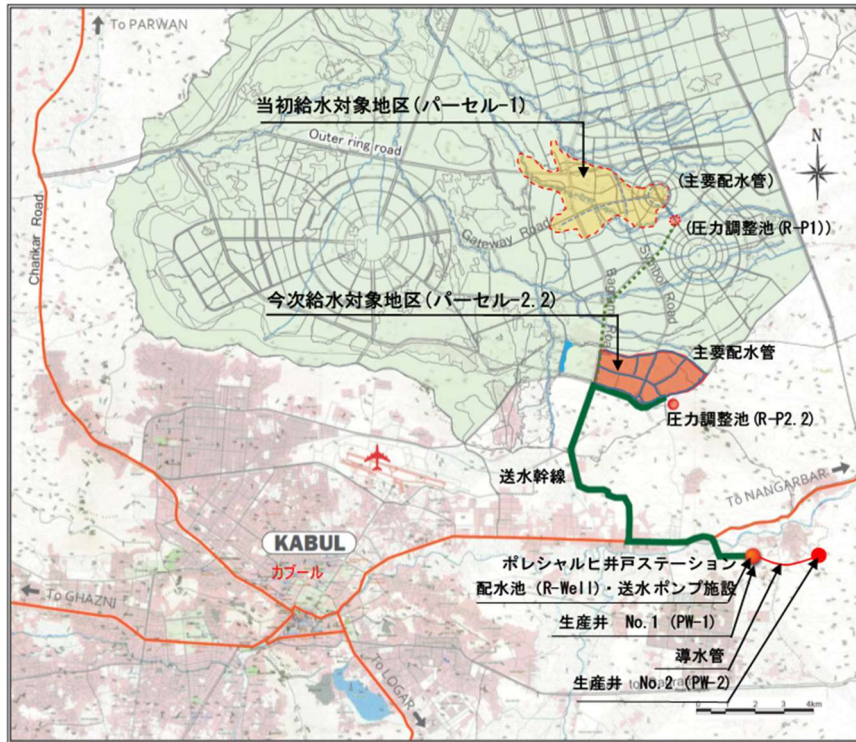 To PARWAN
当初給水対象地区(パーセル-1)
Outer ring road
N
Charikar Road
(主要配水管)
(圧力調整池(R-P1))
Gateway Road
Symbol Road
今次給水対象地区(パーセル-2.2)
主要配水管
圧力調整池(R-P2.2)
送水幹線
To NANGARBAR
KABUL
カブール
ポレシャルヒ井戸ステーション
配水池 (R-Well)・送水ポンプ施設
To GHAZNI
生産井 No.1 (PW-1)
導水管
生産井 No.2 (PW-2)
To LOGAR
0 1 2 4km